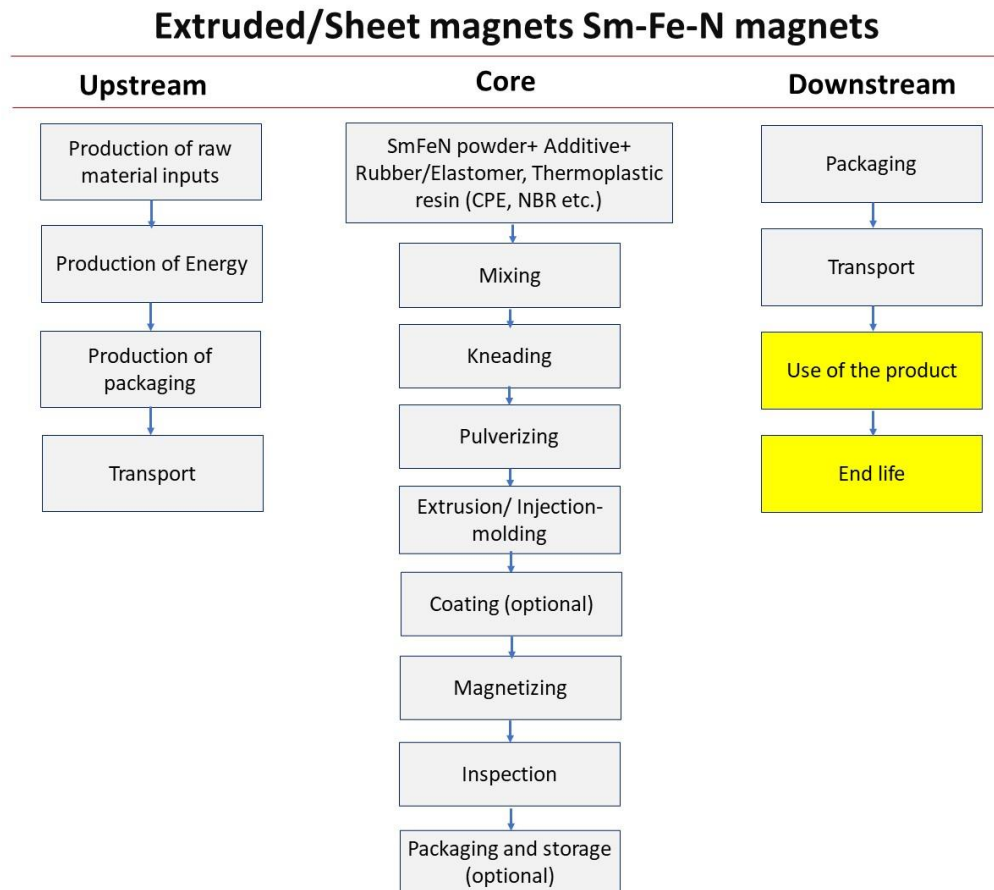 Extruded/Sheet magnets Sm-Fe-N magnets
Upstream
Core
Downstream
Production of raw
material inputs
Production of Energy
Production of
packaging
Transport
SmFeN powder+ Additive+
Rubber/Elastomer, Thermoplastic
resin (CPE, NBR etc.)
Mixing
Kneading
Pulverizing
Extrusion/ Injection-
molding
Coating (optional)
Magnetizing
Inspection
Packaging and storage
(optional)
Packaging
Transport
Use of the product
End life